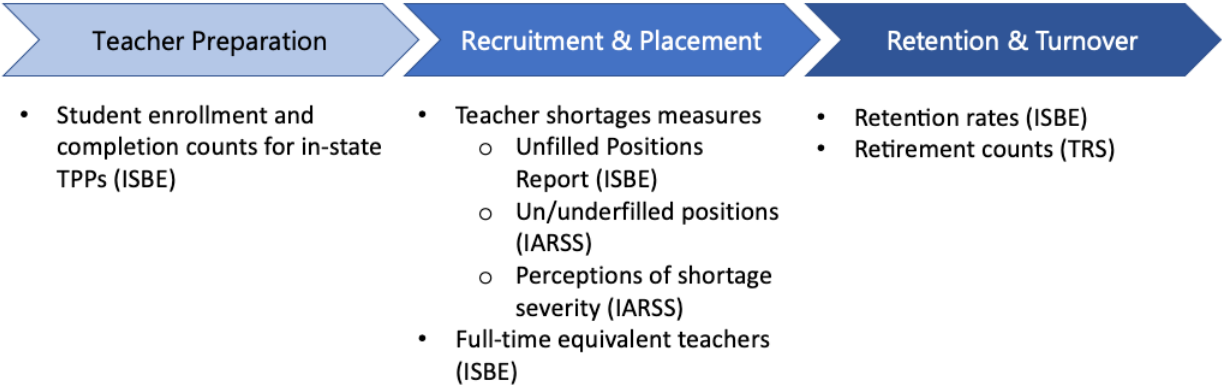 Teacher Preparation
Recruitment & Placement
Retention & Turnover
• Student enrollment and
completion counts for in-state
TPPs (ISBE)
• Teacher shortages measures
o Unfilled Positions
Report (ISBE)
o Un/underfilled positions
(IARSS)
o Perceptions of shortage
severity (IARSS)
• Full-time equivalent teachers
(ISBE)
• Retention rates (ISBE)
• Retirement counts (TRS)